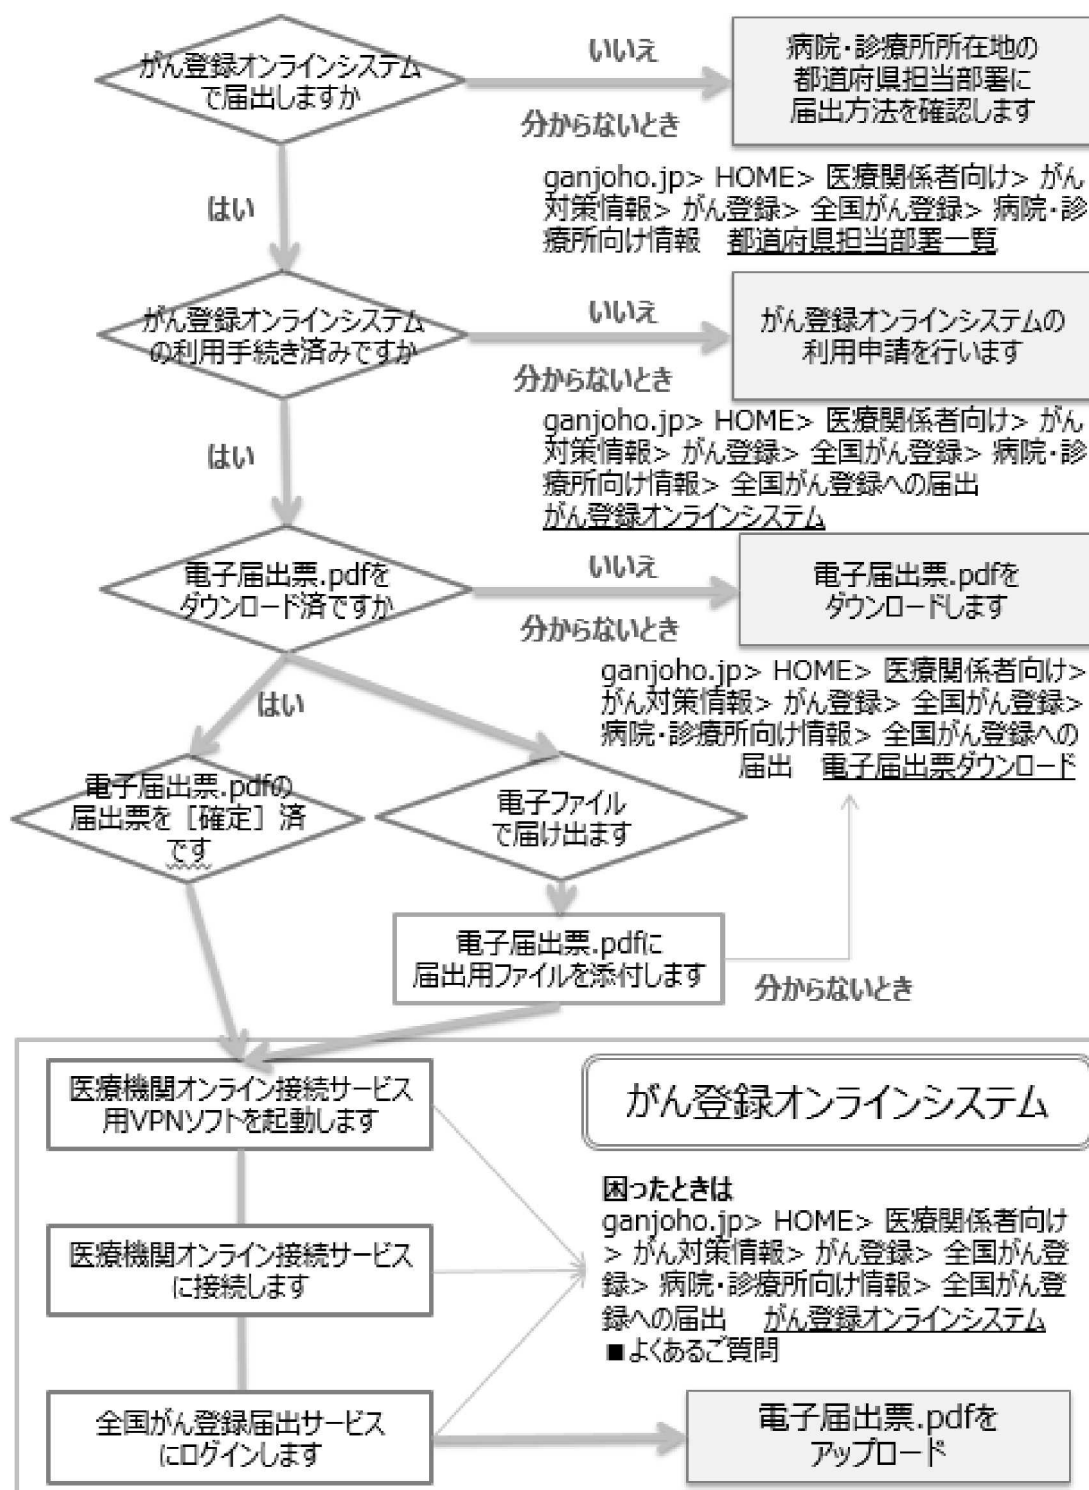 がん登録オンラインシステム
で届出しますか
いいえ
分からないとき
病院・診療所所在地の
都道府県担当部署に
届出方法を確認します
ganjoho.jp> HOME> 医療関係者向け> がん
対策情報> がん登録> 全国がん登録> 病院・診
療所向け情報　都道府県担当部署一覧
はい
がん登録オンラインシステム
の利用手続き済みですか
いいえ
分からないとき
がん登録オンラインシステムの
利用申請を行います
ganjoho.jp> HOME> 医療関係者向け> がん
対策情報> がん登録> 全国がん登録> 病院・診
療所向け情報> 全国がん登録への届出
がん登録オンラインシステム
はい
電子届出票.pdfを
ダウンロード済ですか
いいえ
分からないとき
電子届出票.pdfを
ダウンロードします
ganjoho.jp> HOME> 医療関係者向け>
がん対策情報> がん登録> 全国がん登録>
病院・診療所向け情報> 全国がん登録への
届出　電子届出票ダウンロード
はい
電子届出票.pdfの
届出票を［確定］済
です
電子ファイル
で届け出ます
電子届出票.pdfに
届出用ファイルを添付します
分からないとき
医療機関オンライン接続サービス
用VPNソフトを起動します
がん登録オンラインシステム
医療機関オンライン接続サービス
に接続します
困ったときは
ganjoho.jp> HOME> 医療関係者向け
> がん対策情報> がん登録> 全国がん登
録> 病院・診療所向け情報> 全国がん登
録への届出　がん登録オンラインシステム
■よくあるご質問
全国がん登録届出サービス
にログインします
電子届出票.pdfを
アップロード